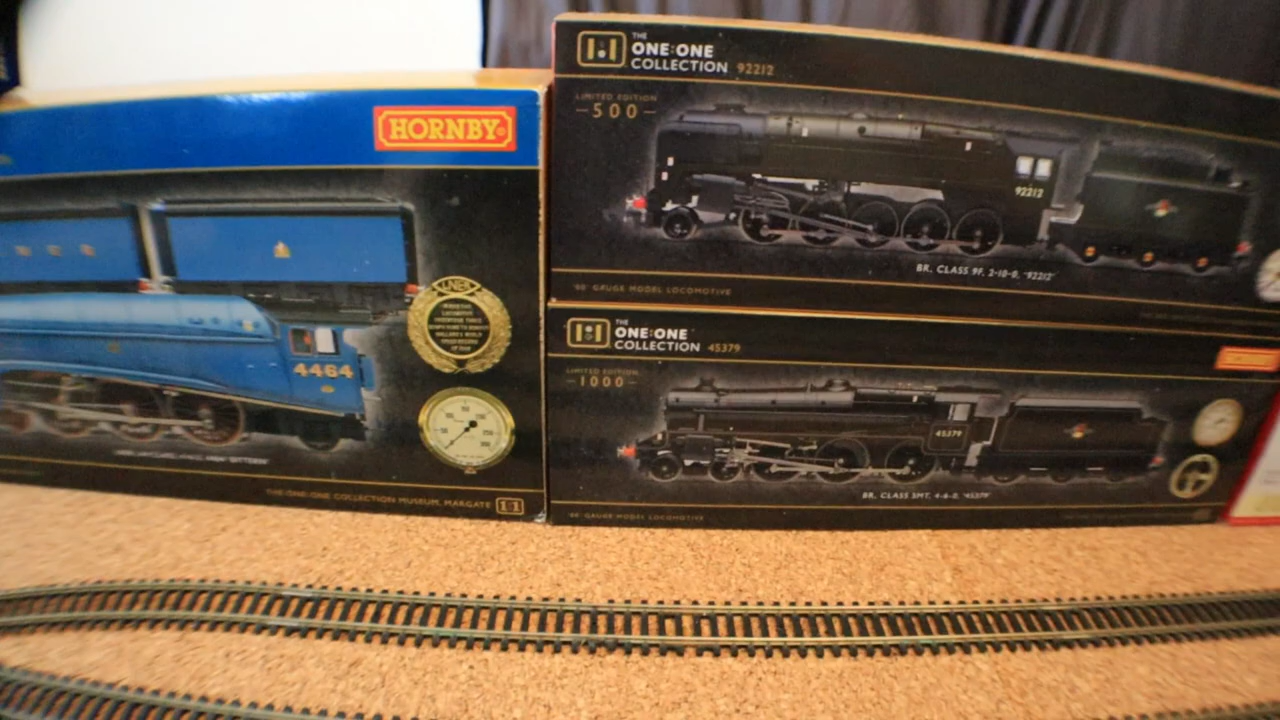 HORNBY
LNER
4464
THE ONE:ONE COLLECTION MUSEUM, MARGATE 1:1
THE
ONE:ONE
COLLECTION 92212
LIMITED EDITION
500
92212
BR. CLASS 9F, 2-10-0, '92212'
'00' GAUGE MODEL LOCOMOTIVE
THE
ONE:ONE
COLLECTION 45379
LIMITED EDITION
1000
45379
BR. CLASS 5MT, 4-6-0, '45379'
'00' GAUGE MODEL LOCOMOTIVE
HORNBY